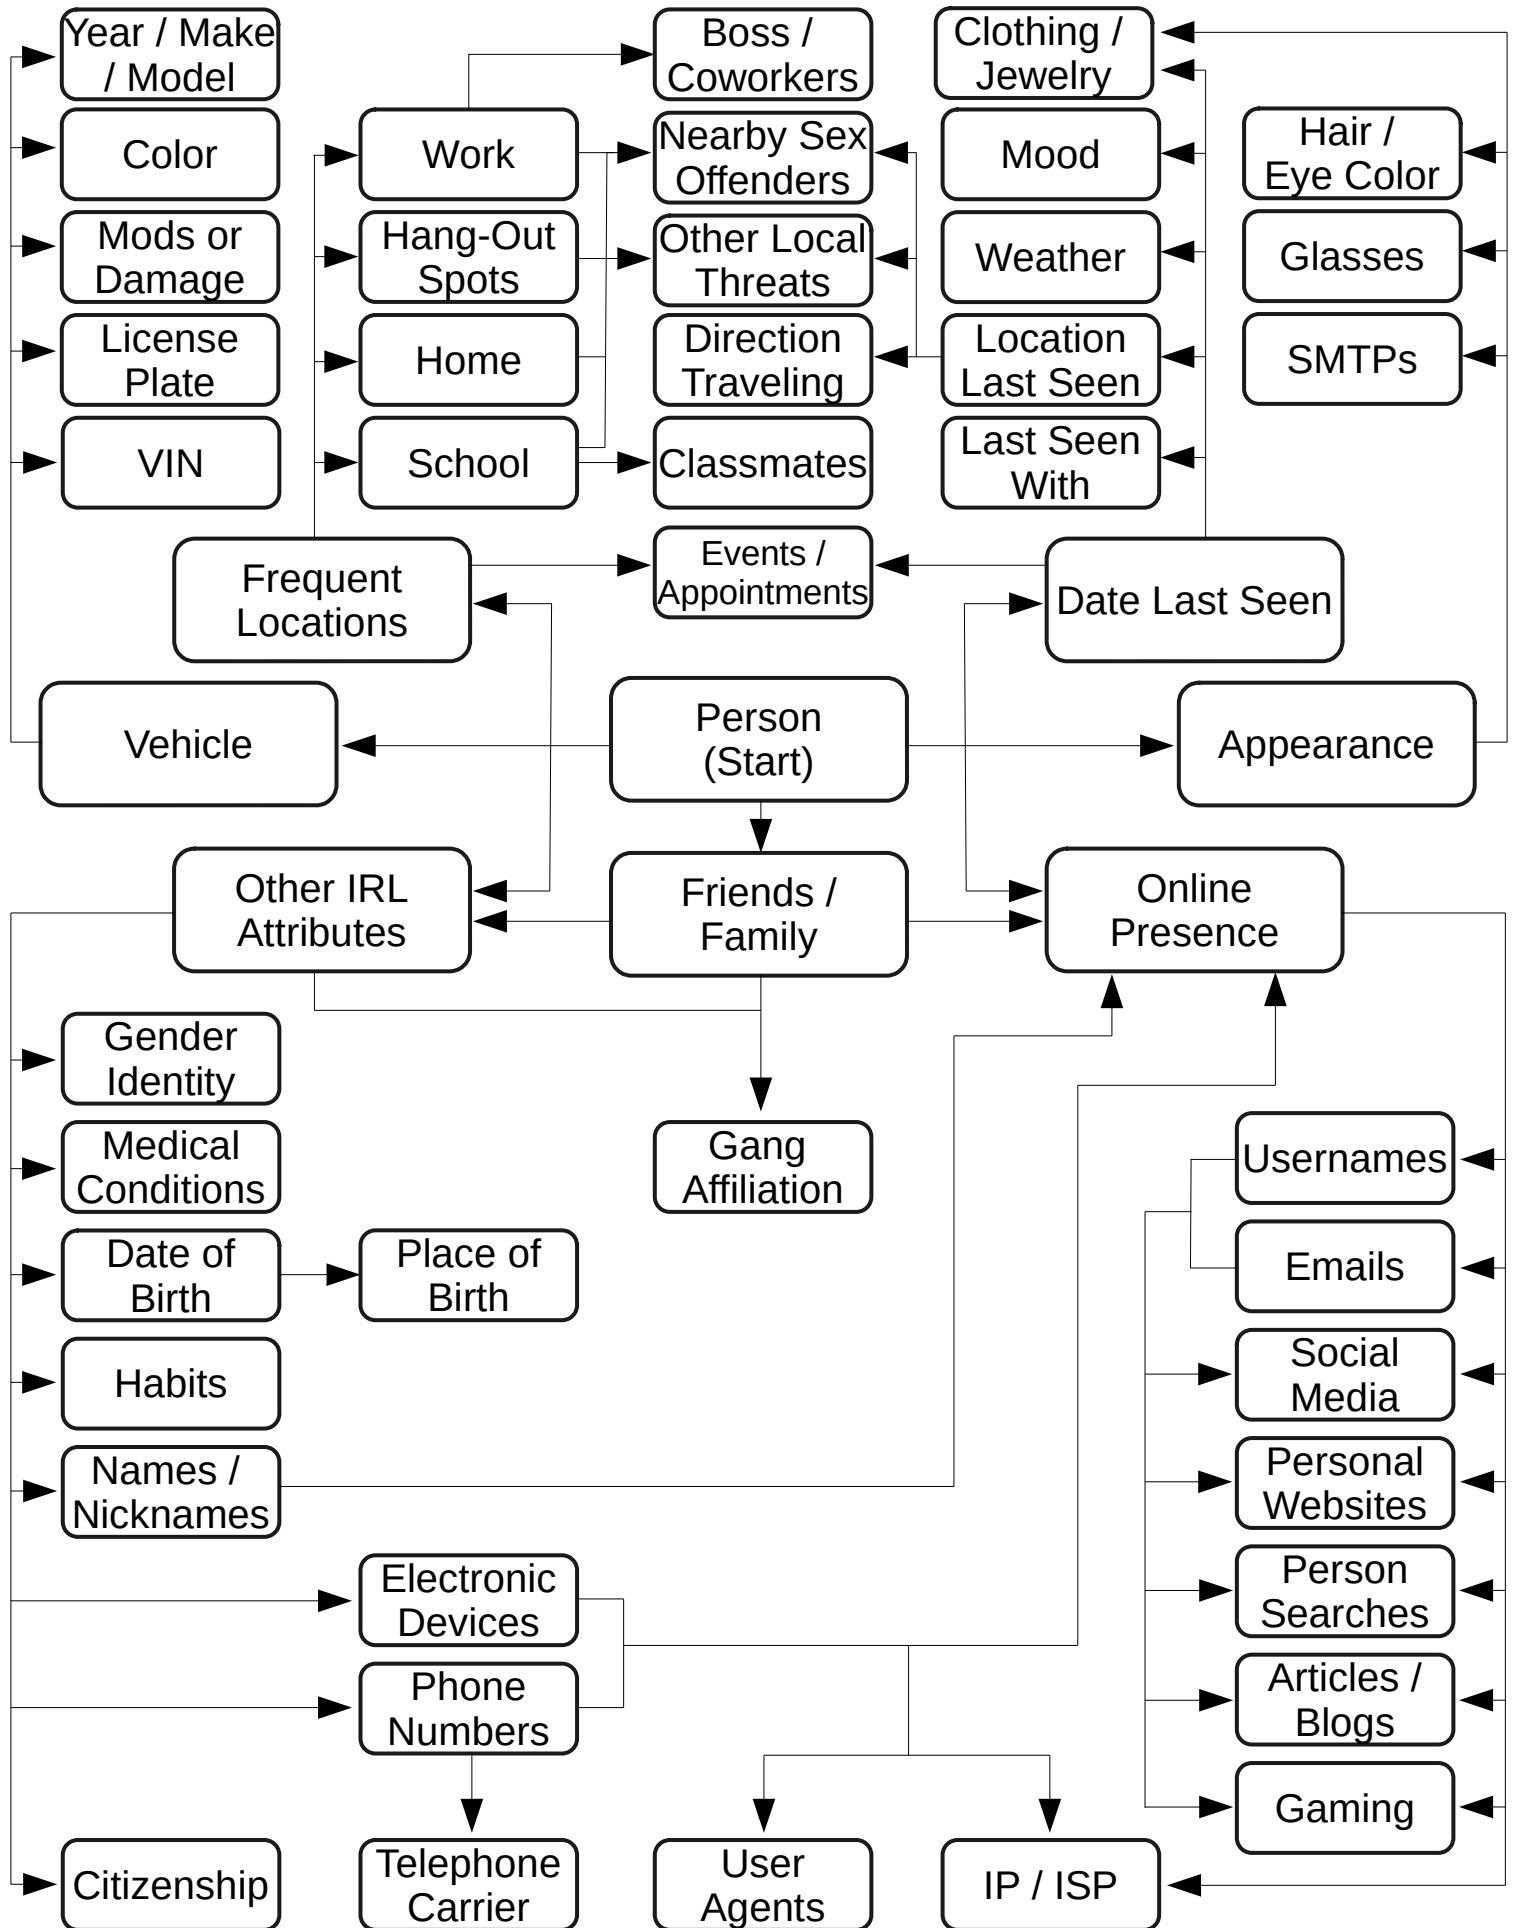 Year / Make
/ Model
Boss /
Coworkers
Clothing /
Jewelry
Color
Work
Nearby Sex
Offenders
Mood
Hair /
Eye Color
Mods or
Damage
Hang-Out
Spots
Other Local
Threats
Weather
Glasses
License
Plate
Home
Direction
Traveling
Location
Last Seen
SMTPs
VIN
School
Classmates
Last Seen
With
Frequent
Locations
Events /
Appointments
Date Last Seen
Vehicle
Person
(Start)
Appearance
Other IRL
Attributes
Friends /
Family
Online
Presence
Gender
Identity
Medical
Conditions
Gang
Affiliation
Usernames
Date of
Birth
Place of
Birth
Emails
Habits
Social
Media
Names /
Nicknames
Personal
Websites
Electronic
Devices
Person
Searches
Phone
Numbers
Articles /
Blogs
Gaming
Citizenship
Telephone
Carrier
User
Agents
IP / ISP